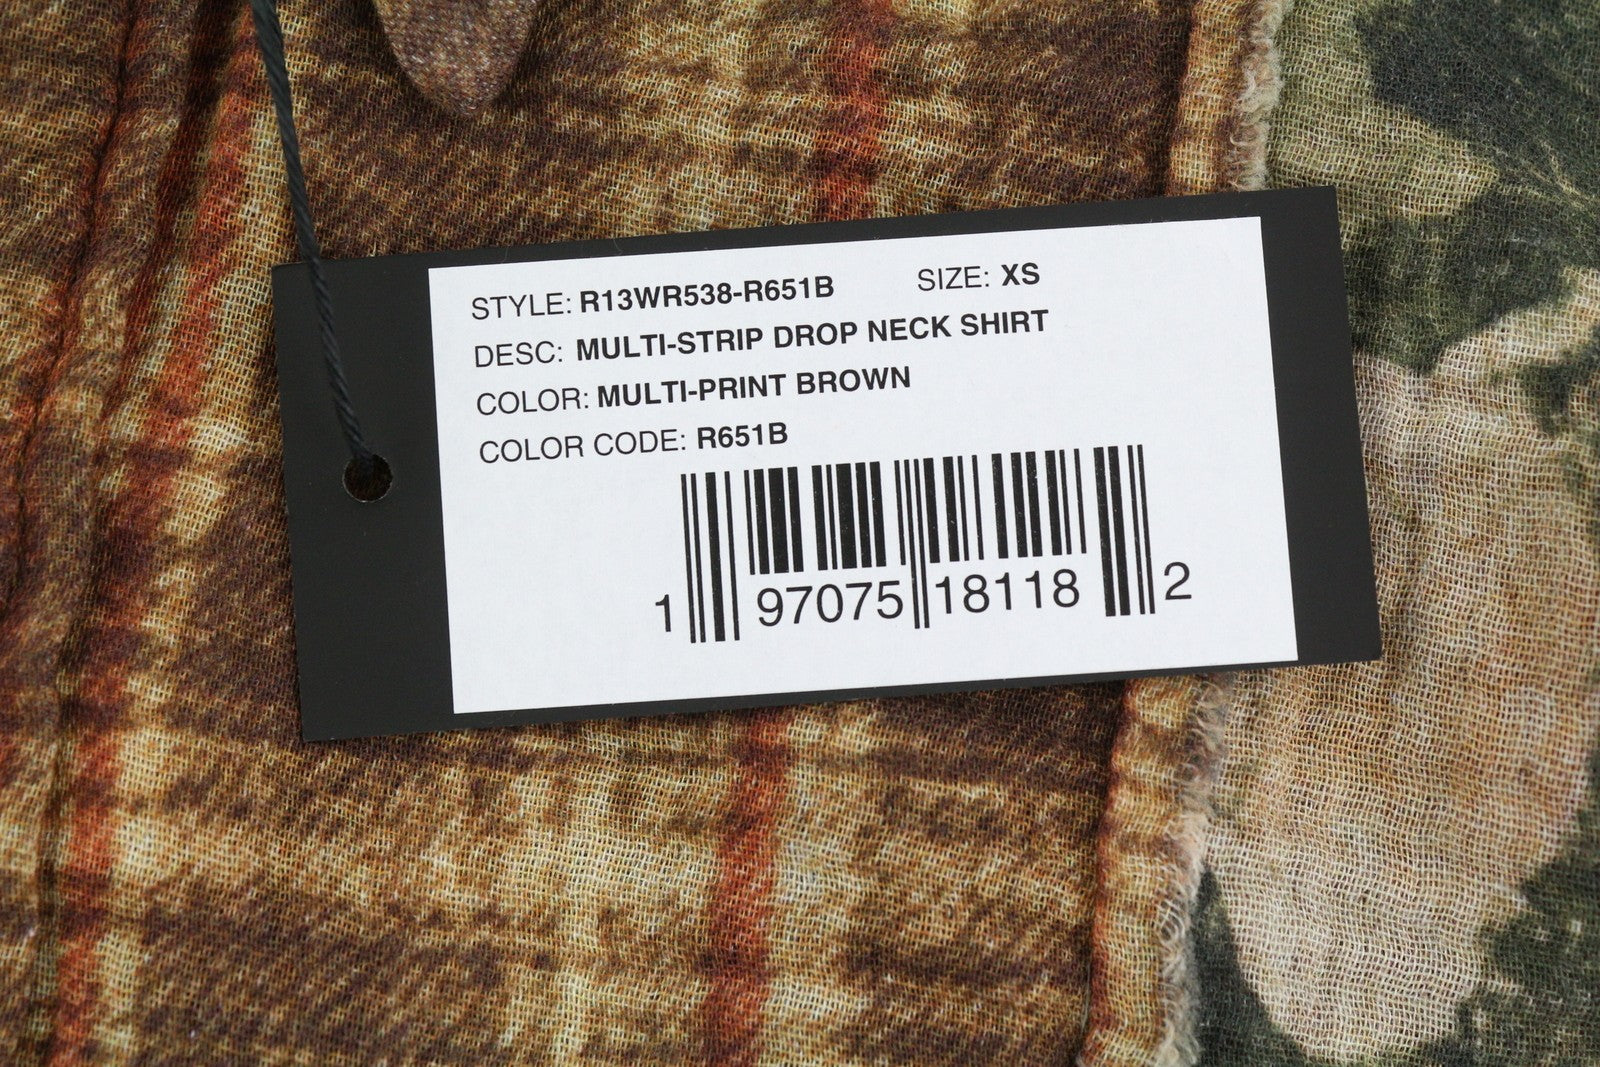 STYLE: R13WR538-R651B SIZE: XS
DESC: MULTI-STRIP DROP NECK SHIRT
COLOR: MULTI-PRINT BROWN
COLOR CODE: R651B
1 97075 18118 2